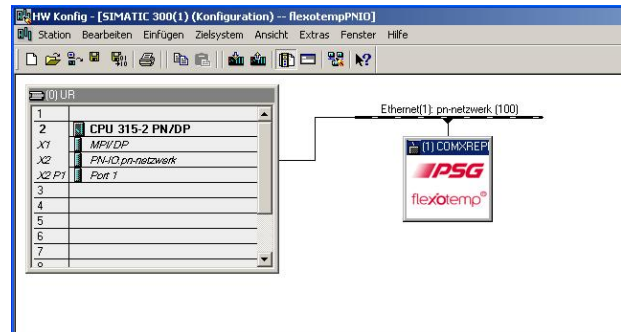 HW Konfig - [SIMATIC 300(1) (Konfiguration) -- flexotempPNIO]
Station Bearbeiten Einfügen Zielsystem Ansicht Extras Fenster Hilfe
(0) UR
1
2 CPU 315-2 PN/DP
X1 MPI/DP
X2 PN-IO.pn-netzwerk
X2 P1 Port 1
3
4
5
6
7
Ethernet(1): pn-netzwerk (100)
(1) COMXREP
PSG
flexotemp®